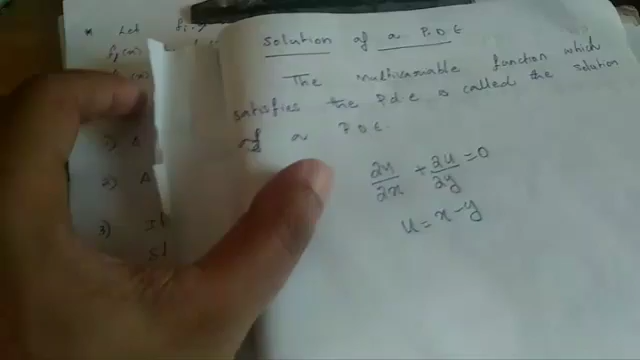 * Let
1)
2) A
3)
Solution of a P.D.E
The multivariable function which
satisfies the P.d.e is called the solution
of a P.D.E.
∂u/∂x + ∂u/∂y = 0
u = x - y